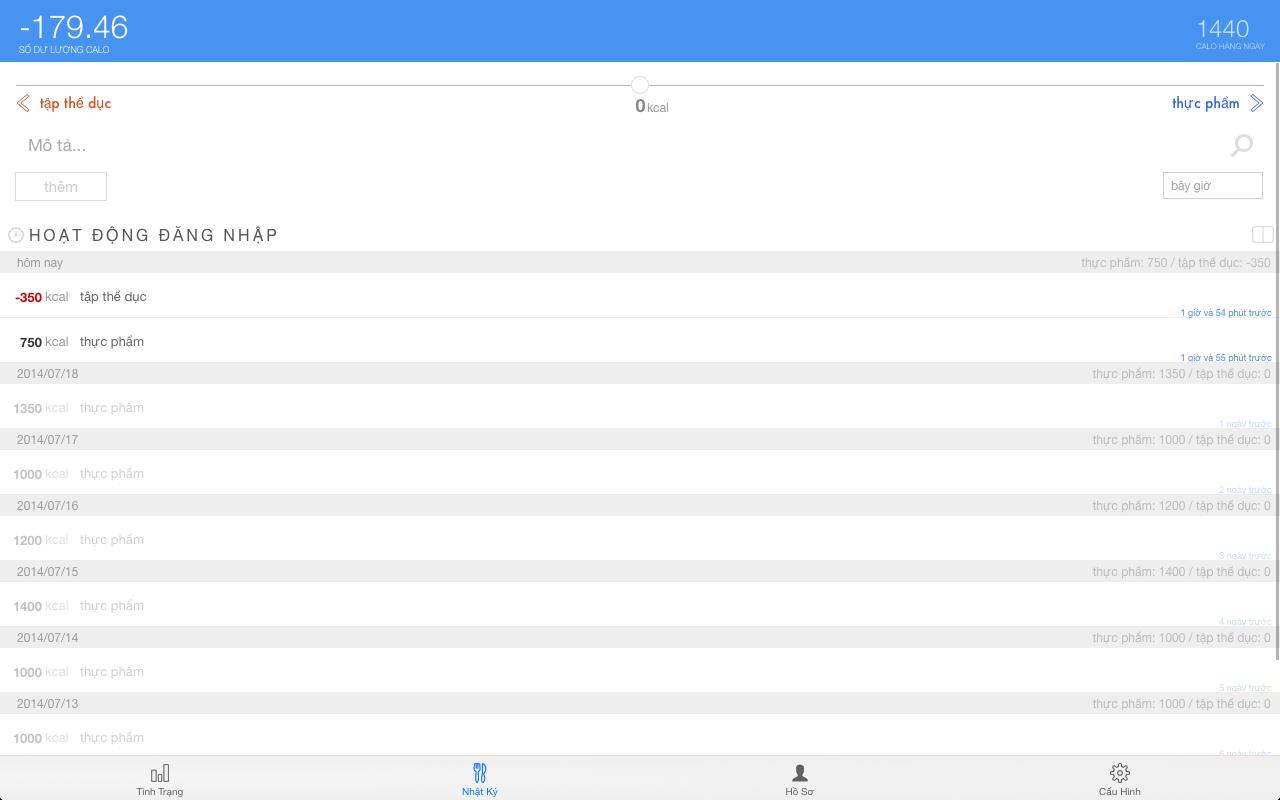 -179.46
SỐ DƯ LƯỢNG CALO
1440
CALO HÀNG NGÀY
tập thể dục
0 kcal
thực phẩm
Mô tả...
thêm
bây giờ
HOẠT ĐỘNG ĐĂNG NHẬP
hôm nay
thực phẩm: 750 / tập thể dục: -350
-350 kcal tập thể dục
1 giờ và 54 phút trước
750 kcal thực phẩm
1 giờ và 55 phút trước
2014/07/18
thực phẩm: 1350 / tập thể dục: 0
1350 kcal thực phẩm
1 ngày trước
2014/07/17
thực phẩm: 1000 / tập thể dục: 0
1000 kcal thực phẩm
2 ngày trước
2014/07/16
thực phẩm: 1200 / tập thể dục: 0
1200 kcal thực phẩm
3 ngày trước
2014/07/15
thực phẩm: 1400 / tập thể dục: 0
1400 kcal thực phẩm
4 ngày trước
2014/07/14
thực phẩm: 1000 / tập thể dục: 0
1000 kcal thực phẩm
5 ngày trước
2014/07/13
thực phẩm: 1000 / tập thể dục: 0
1000 kcal thực phẩm
6 ngày trước
Tình Trạng
Nhật Ký
Hồ Sơ
Cấu Hình